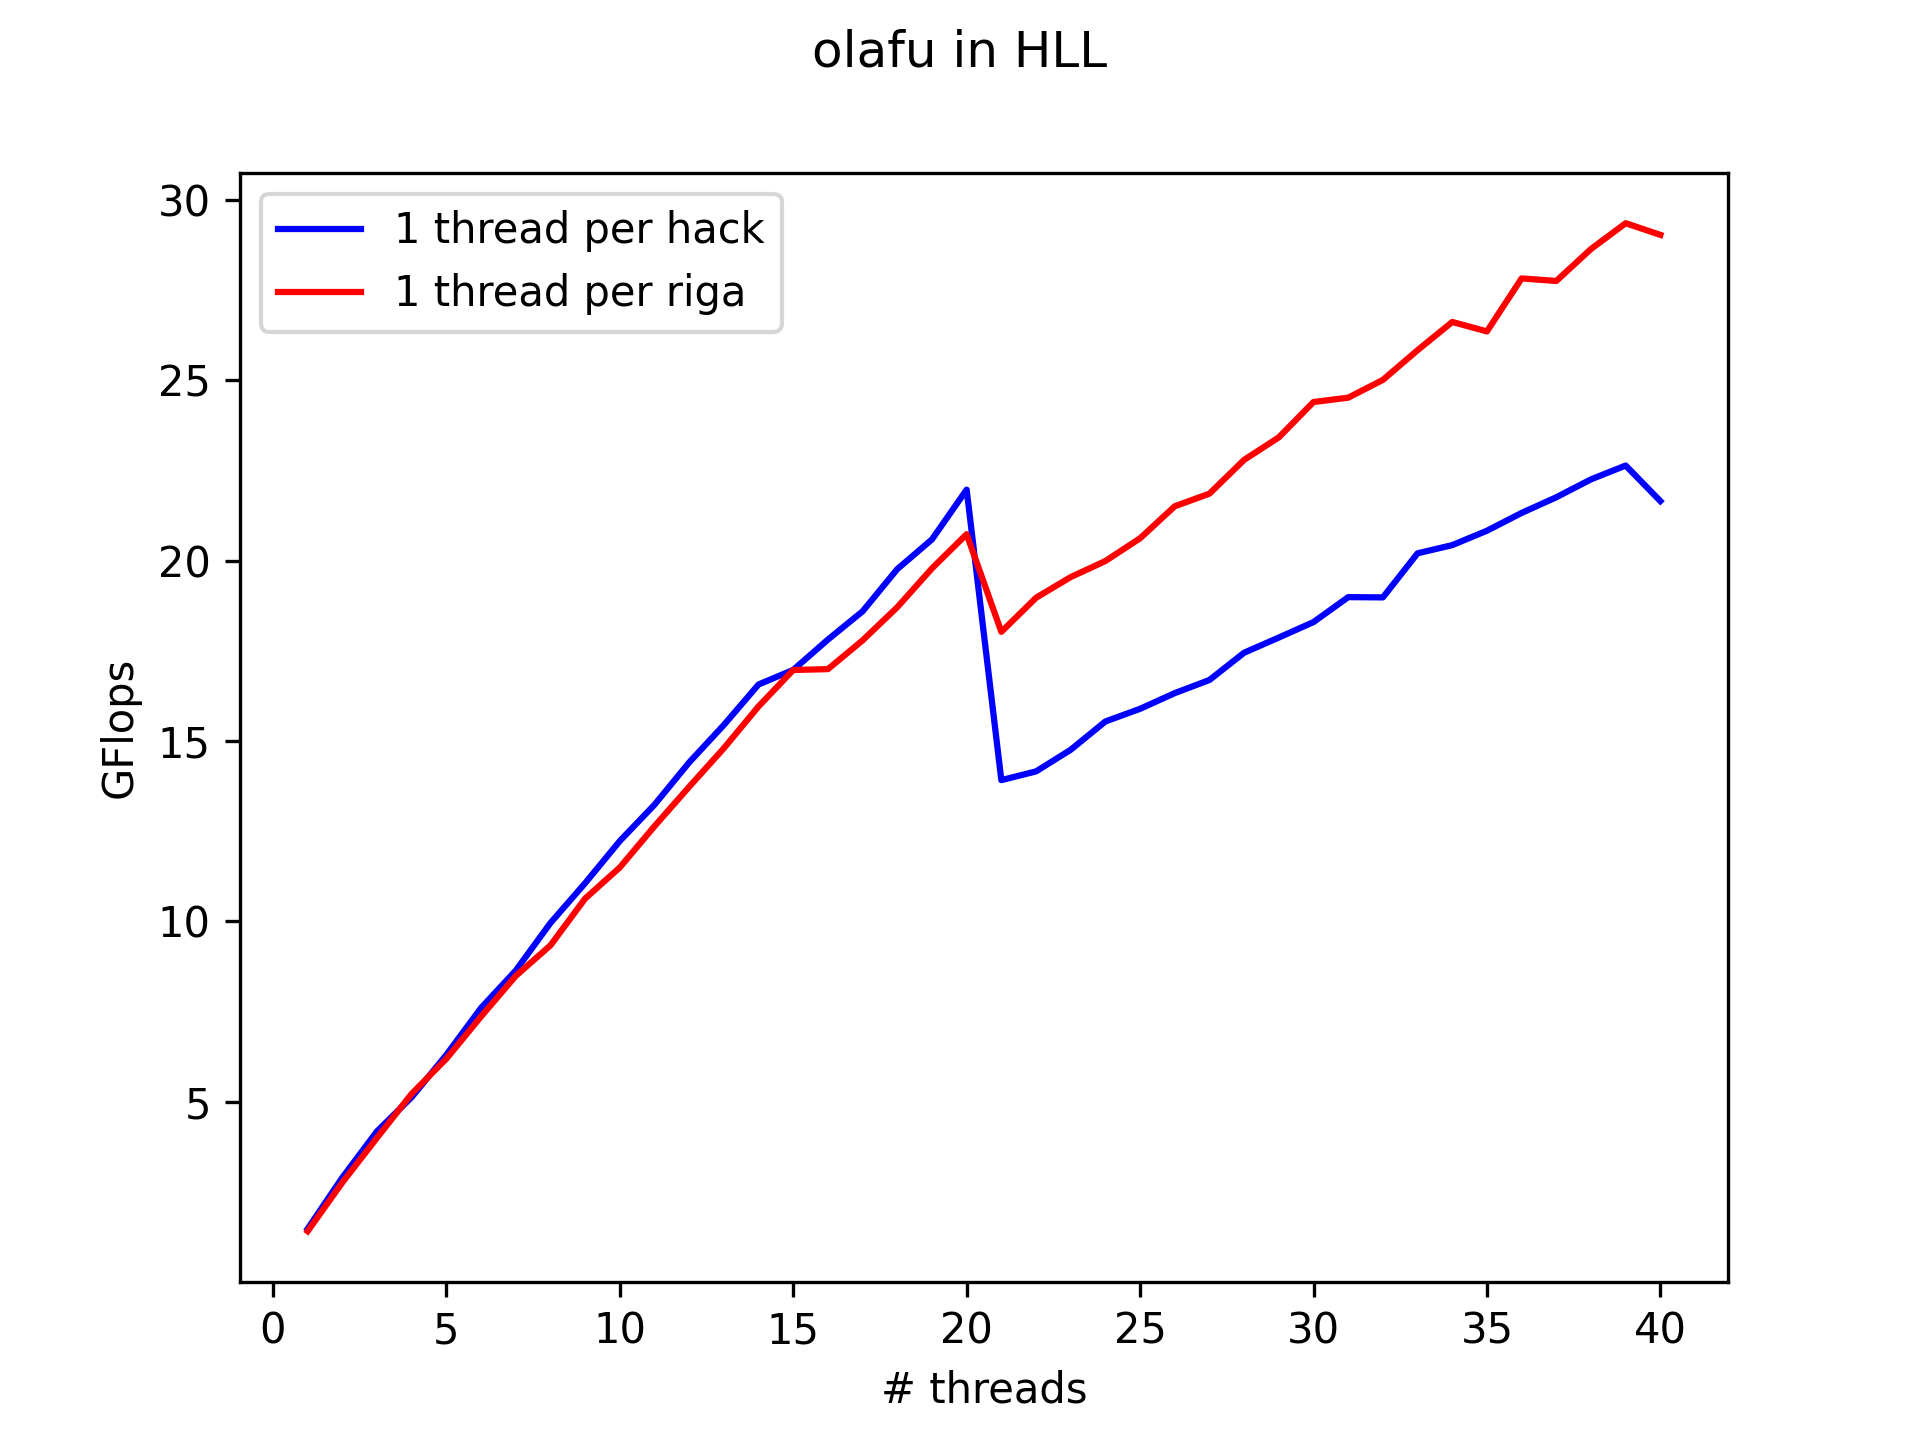 olafu in HLL
30
25
20
15
10
5
GFlops
1 thread per hack
1 thread per riga
0 5 10 15 20 25 30 35 40
# threads